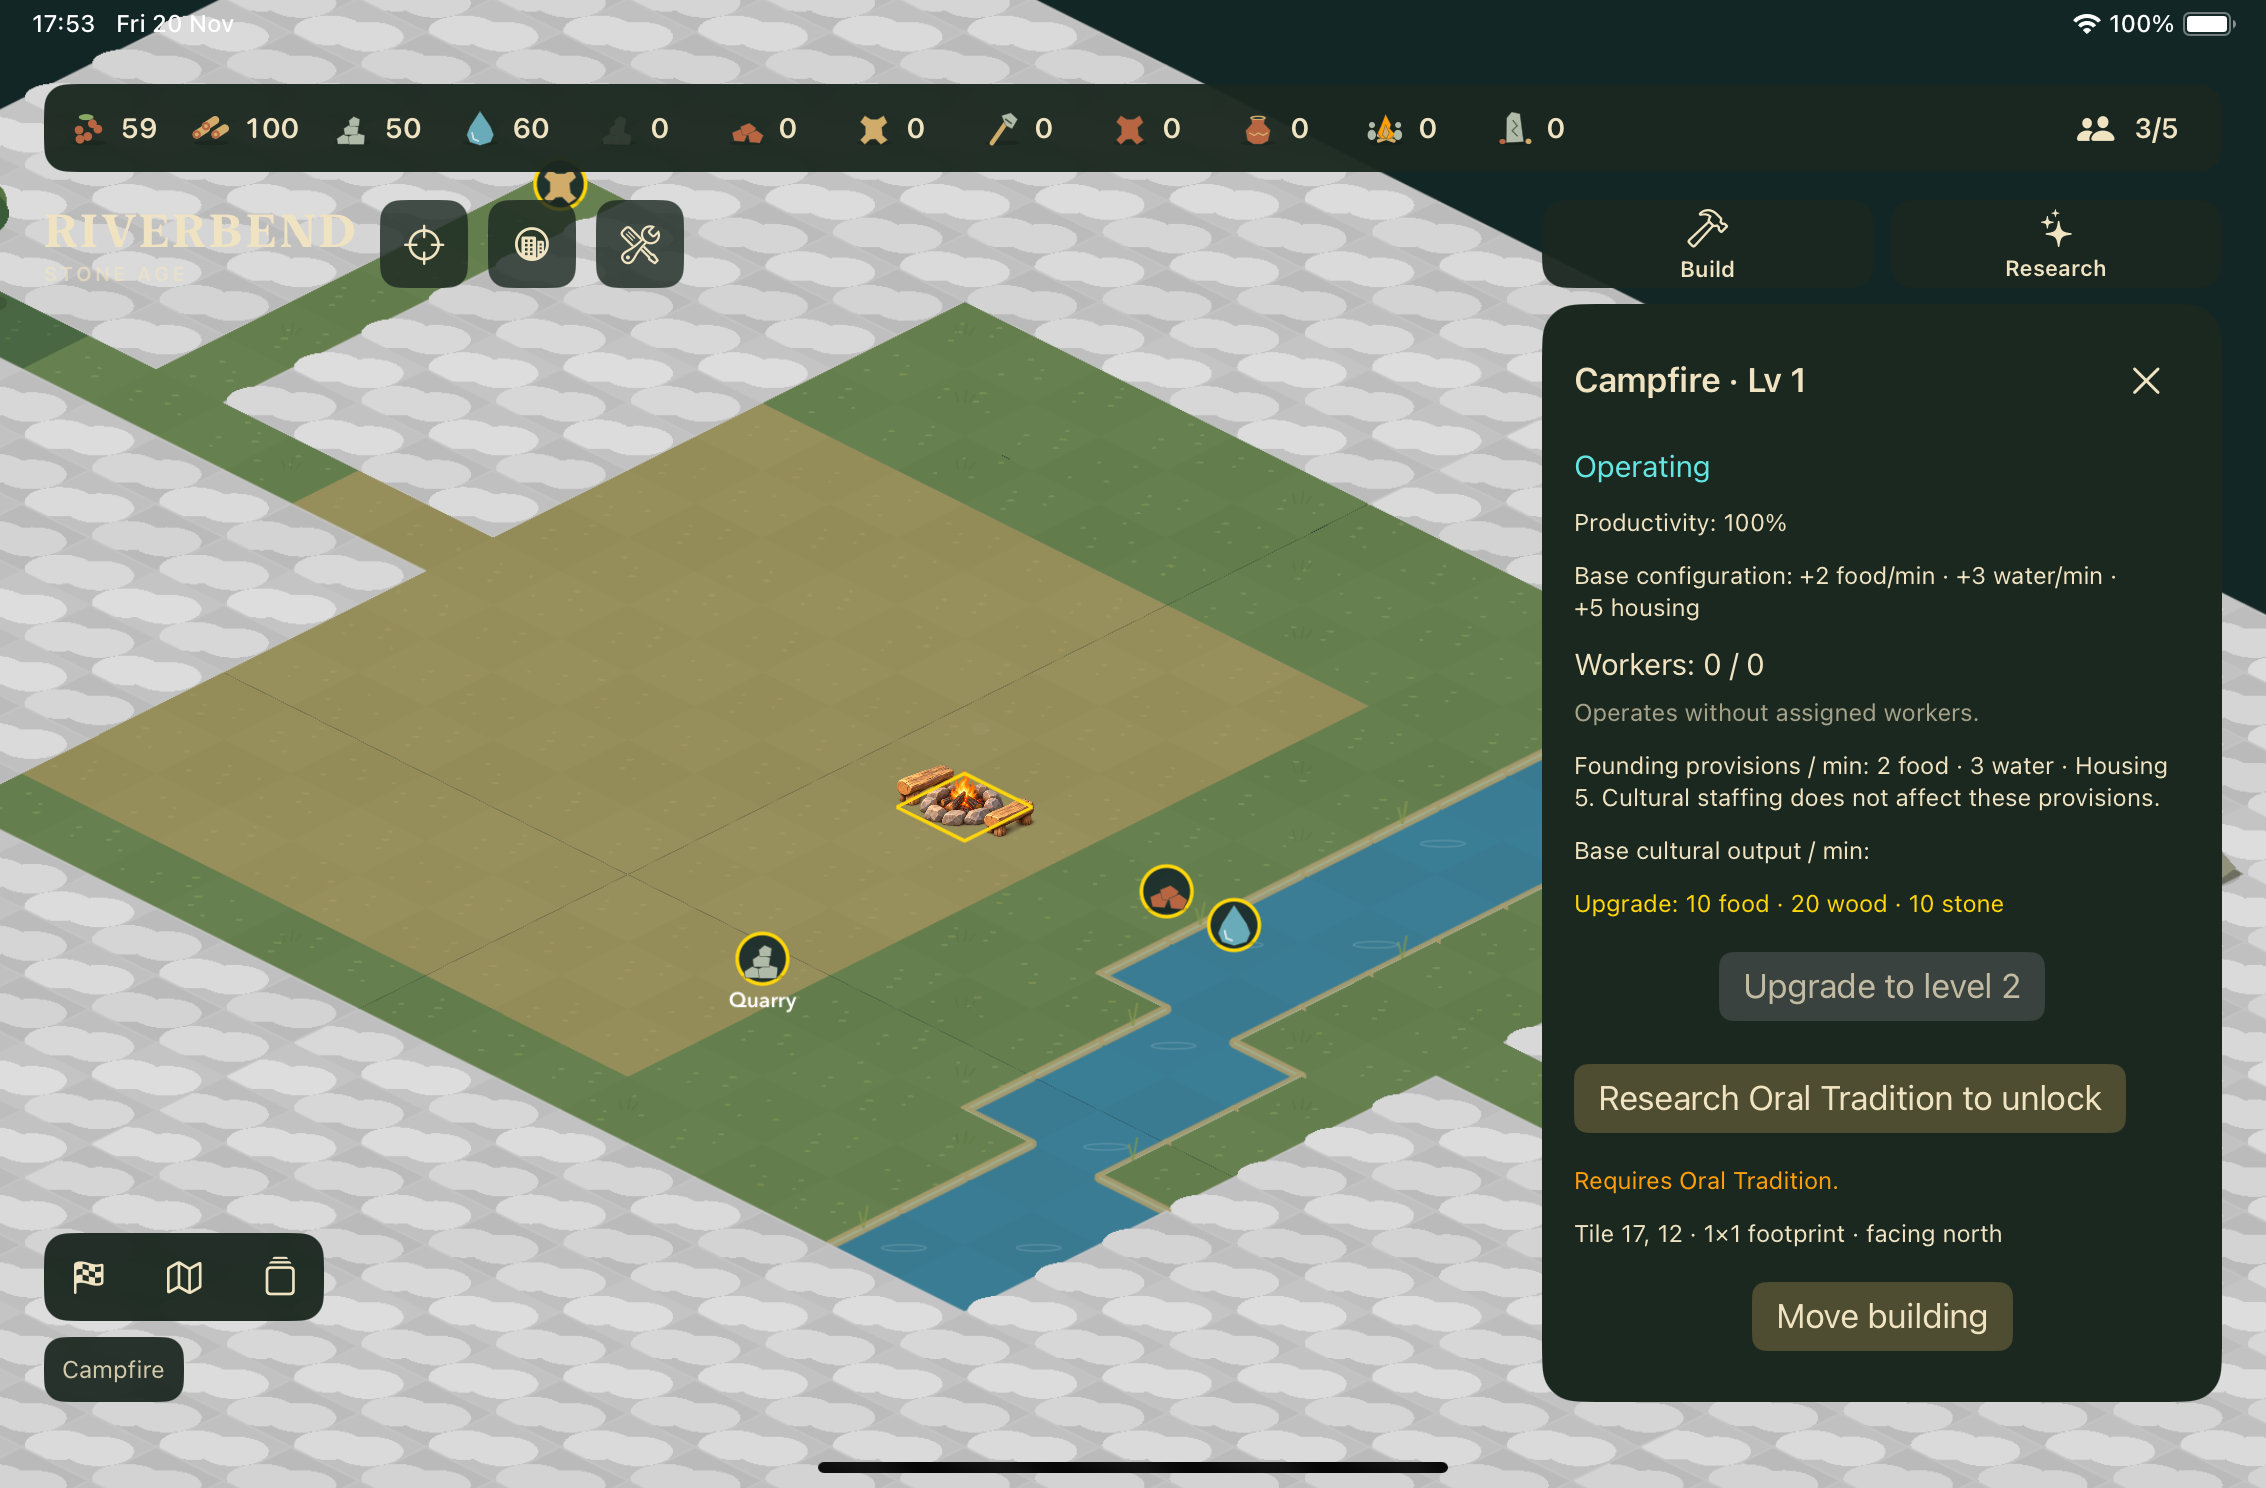 17:53 Fri 20 Nov
100%
59 100 50 60 0 0 0 0 0 0 0 0 3/5
RIVERBEND
STONE AGE
Build
Research
Campfire · Lv 1
Operating
Productivity: 100%
Base configuration: +2 food/min · +3 water/min ·
+5 housing
Workers: 0 / 0
Operates without assigned workers.
Founding provisions / min: 2 food · 3 water · Housing
5. Cultural staffing does not affect these provisions.
Base cultural output / min:
Upgrade: 10 food · 20 wood · 10 stone
Upgrade to level 2
Research Oral Tradition to unlock
Requires Oral Tradition.
Tile 17, 12 · 1×1 footprint · facing north
Move building
Quarry
Campfire